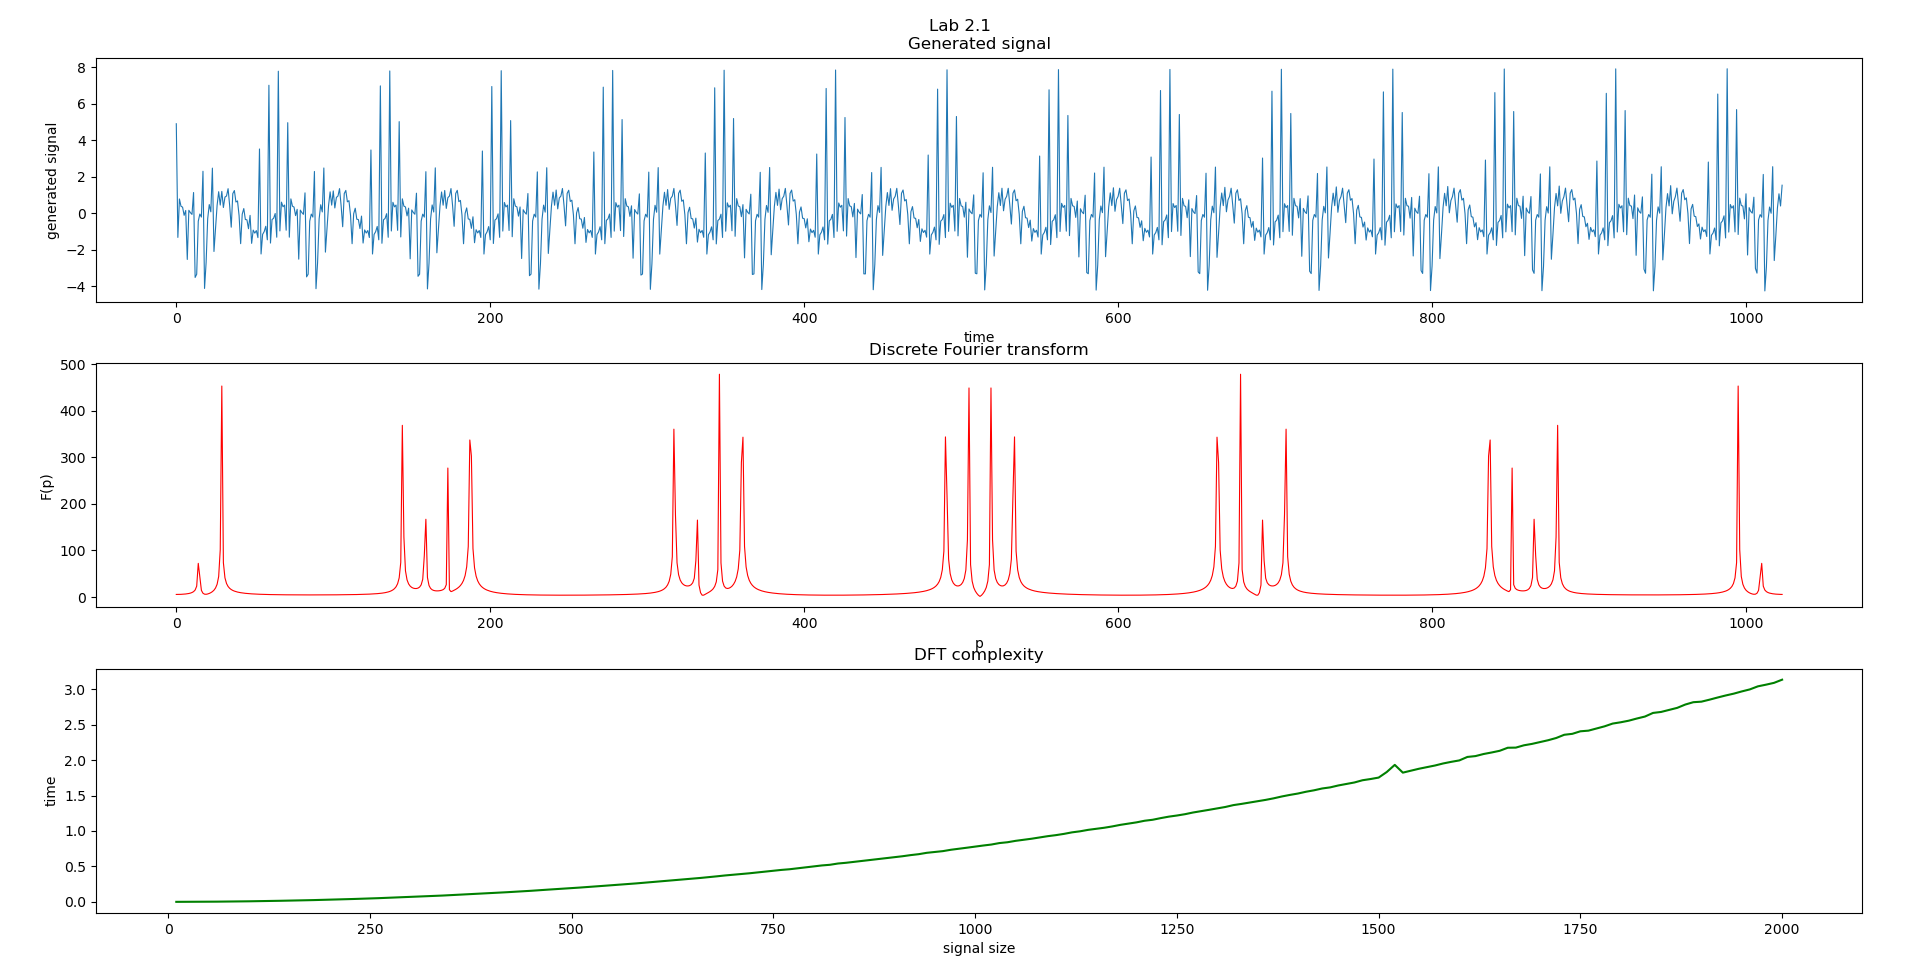 Lab 2.1
Generated signal
generated signal
8
6
4
2
0
−2
−4
0 200 400 600 800 1000
time
Discrete Fourier transform
F(p)
500
400
300
200
100
0
0 200 400 600 800 1000
p
DFT complexity
time
3.0
2.5
2.0
1.5
1.0
0.5
0.0
0 250 500 750 1000 1250 1500 1750 2000
signal size